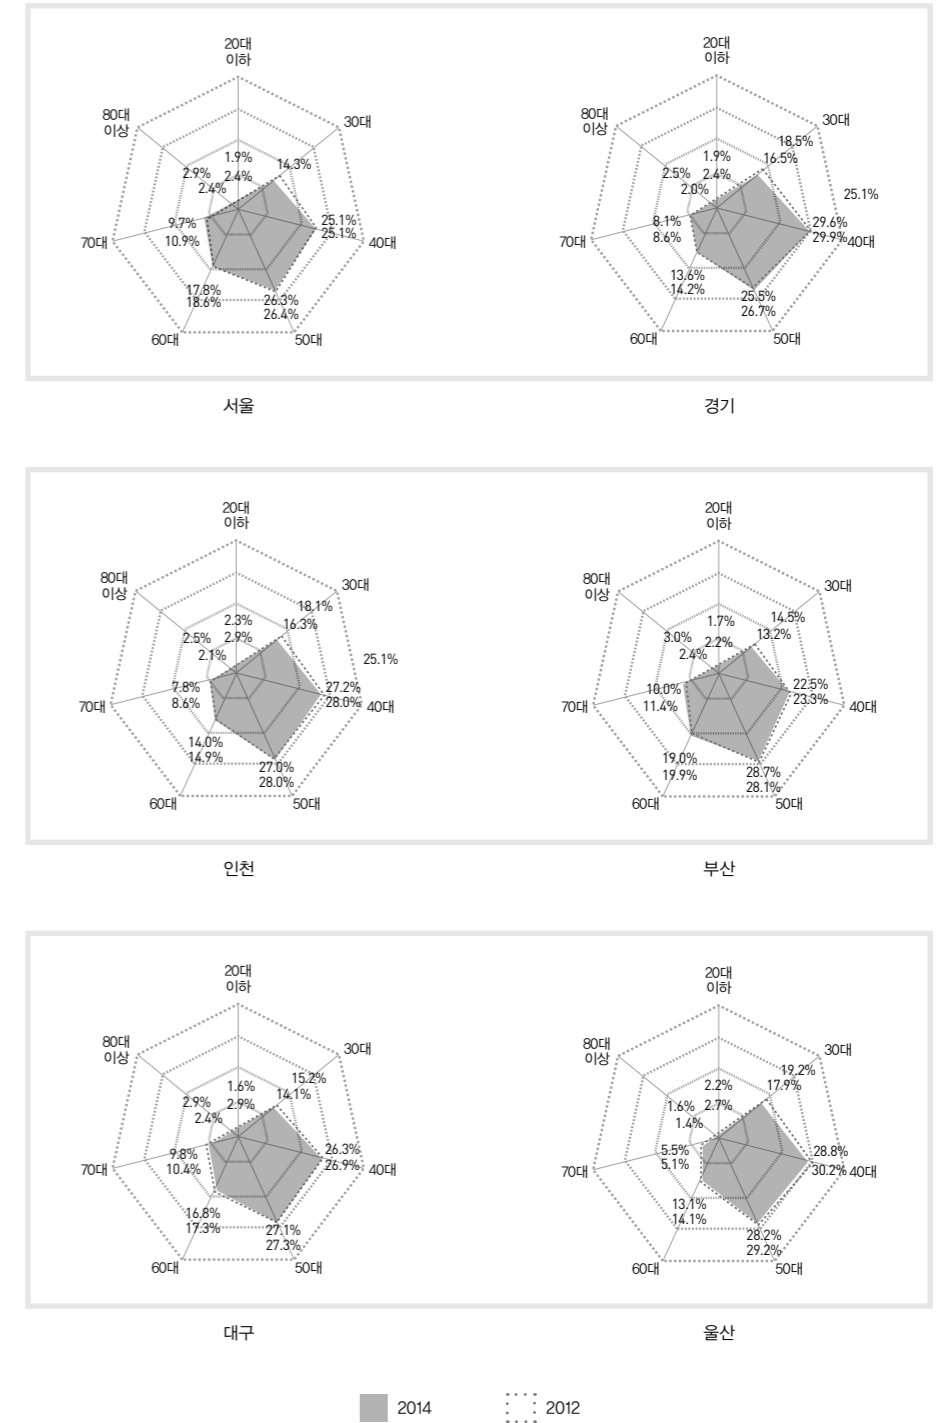 20대
이하
80대
이상
30대
1.9%
2.4%
14.3%
2.9%
2.4%
25.1%
25.1%
9.7%
10.9%
70대
40대
17.8%
18.6%
26.3%
26.4%
60대
50대
서울
20대
이하
80대
이상
30대
18.5%
16.5%
1.9%
2.4%
2.5%
2.0%
25.1%
29.6%
29.9%
8.1%
8.6%
70대
40대
13.6%
14.2%
25.5%
26.7%
60대
50대
경기
20대
이하
80대
이상
30대
18.1%
16.3%
2.3%
2.9%
2.5%
2.1%
25.1%
27.2%
28.0%
7.8%
8.6%
70대
40대
14.0%
14.9%
27.0%
28.0%
60대
50대
인천
20대
이하
80대
이상
30대
14.5%
13.2%
1.7%
2.2%
3.0%
2.4%
22.5%
23.3%
10.0%
11.4%
70대
40대
19.0%
19.9%
28.7%
28.1%
60대
50대
부산
20대
이하
80대
이상
30대
15.2%
14.1%
1.6%
2.9%
2.9%
2.4%
26.3%
26.9%
9.8%
10.4%
70대
40대
16.8%
17.3%
27.1%
27.3%
60대
50대
대구
20대
이하
80대
이상
30대
19.2%
17.9%
2.2%
2.7%
1.6%
1.4%
28.8%
30.2%
5.5%
5.1%
70대
40대
13.1%
14.1%
28.2%
29.2%
60대
50대
울산
2014
2012